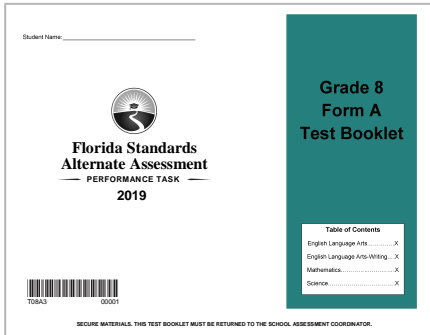 Student Name:
Grade 8
Form A
Test Booklet
Florida Standards
Alternate Assessment
PERFORMANCE TASK
2019
Table of Contents
English Language Arts.............X
English Language Arts-Writing....X
Mathematics..........................X
Science................................X
T08A3 00001
SECURE MATERIALS. THIS TEST BOOKLET MUST BE RETURNED TO THE SCHOOL ASSESSMENT COORDINATOR.